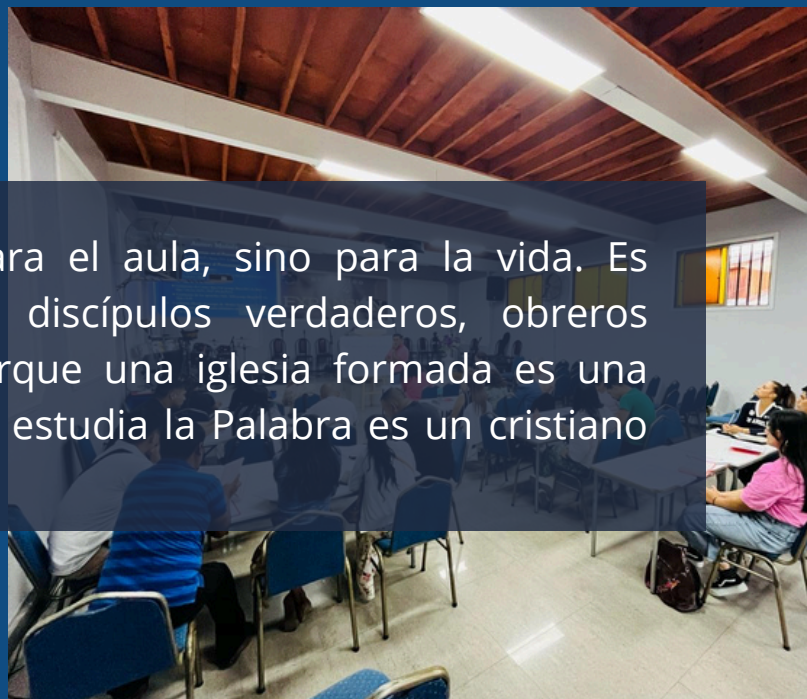 ara el aula, sino para la vida. Es
discípulos verdaderos, obreros
rque una iglesia formada es una
estudia la Palabra es un cristiano